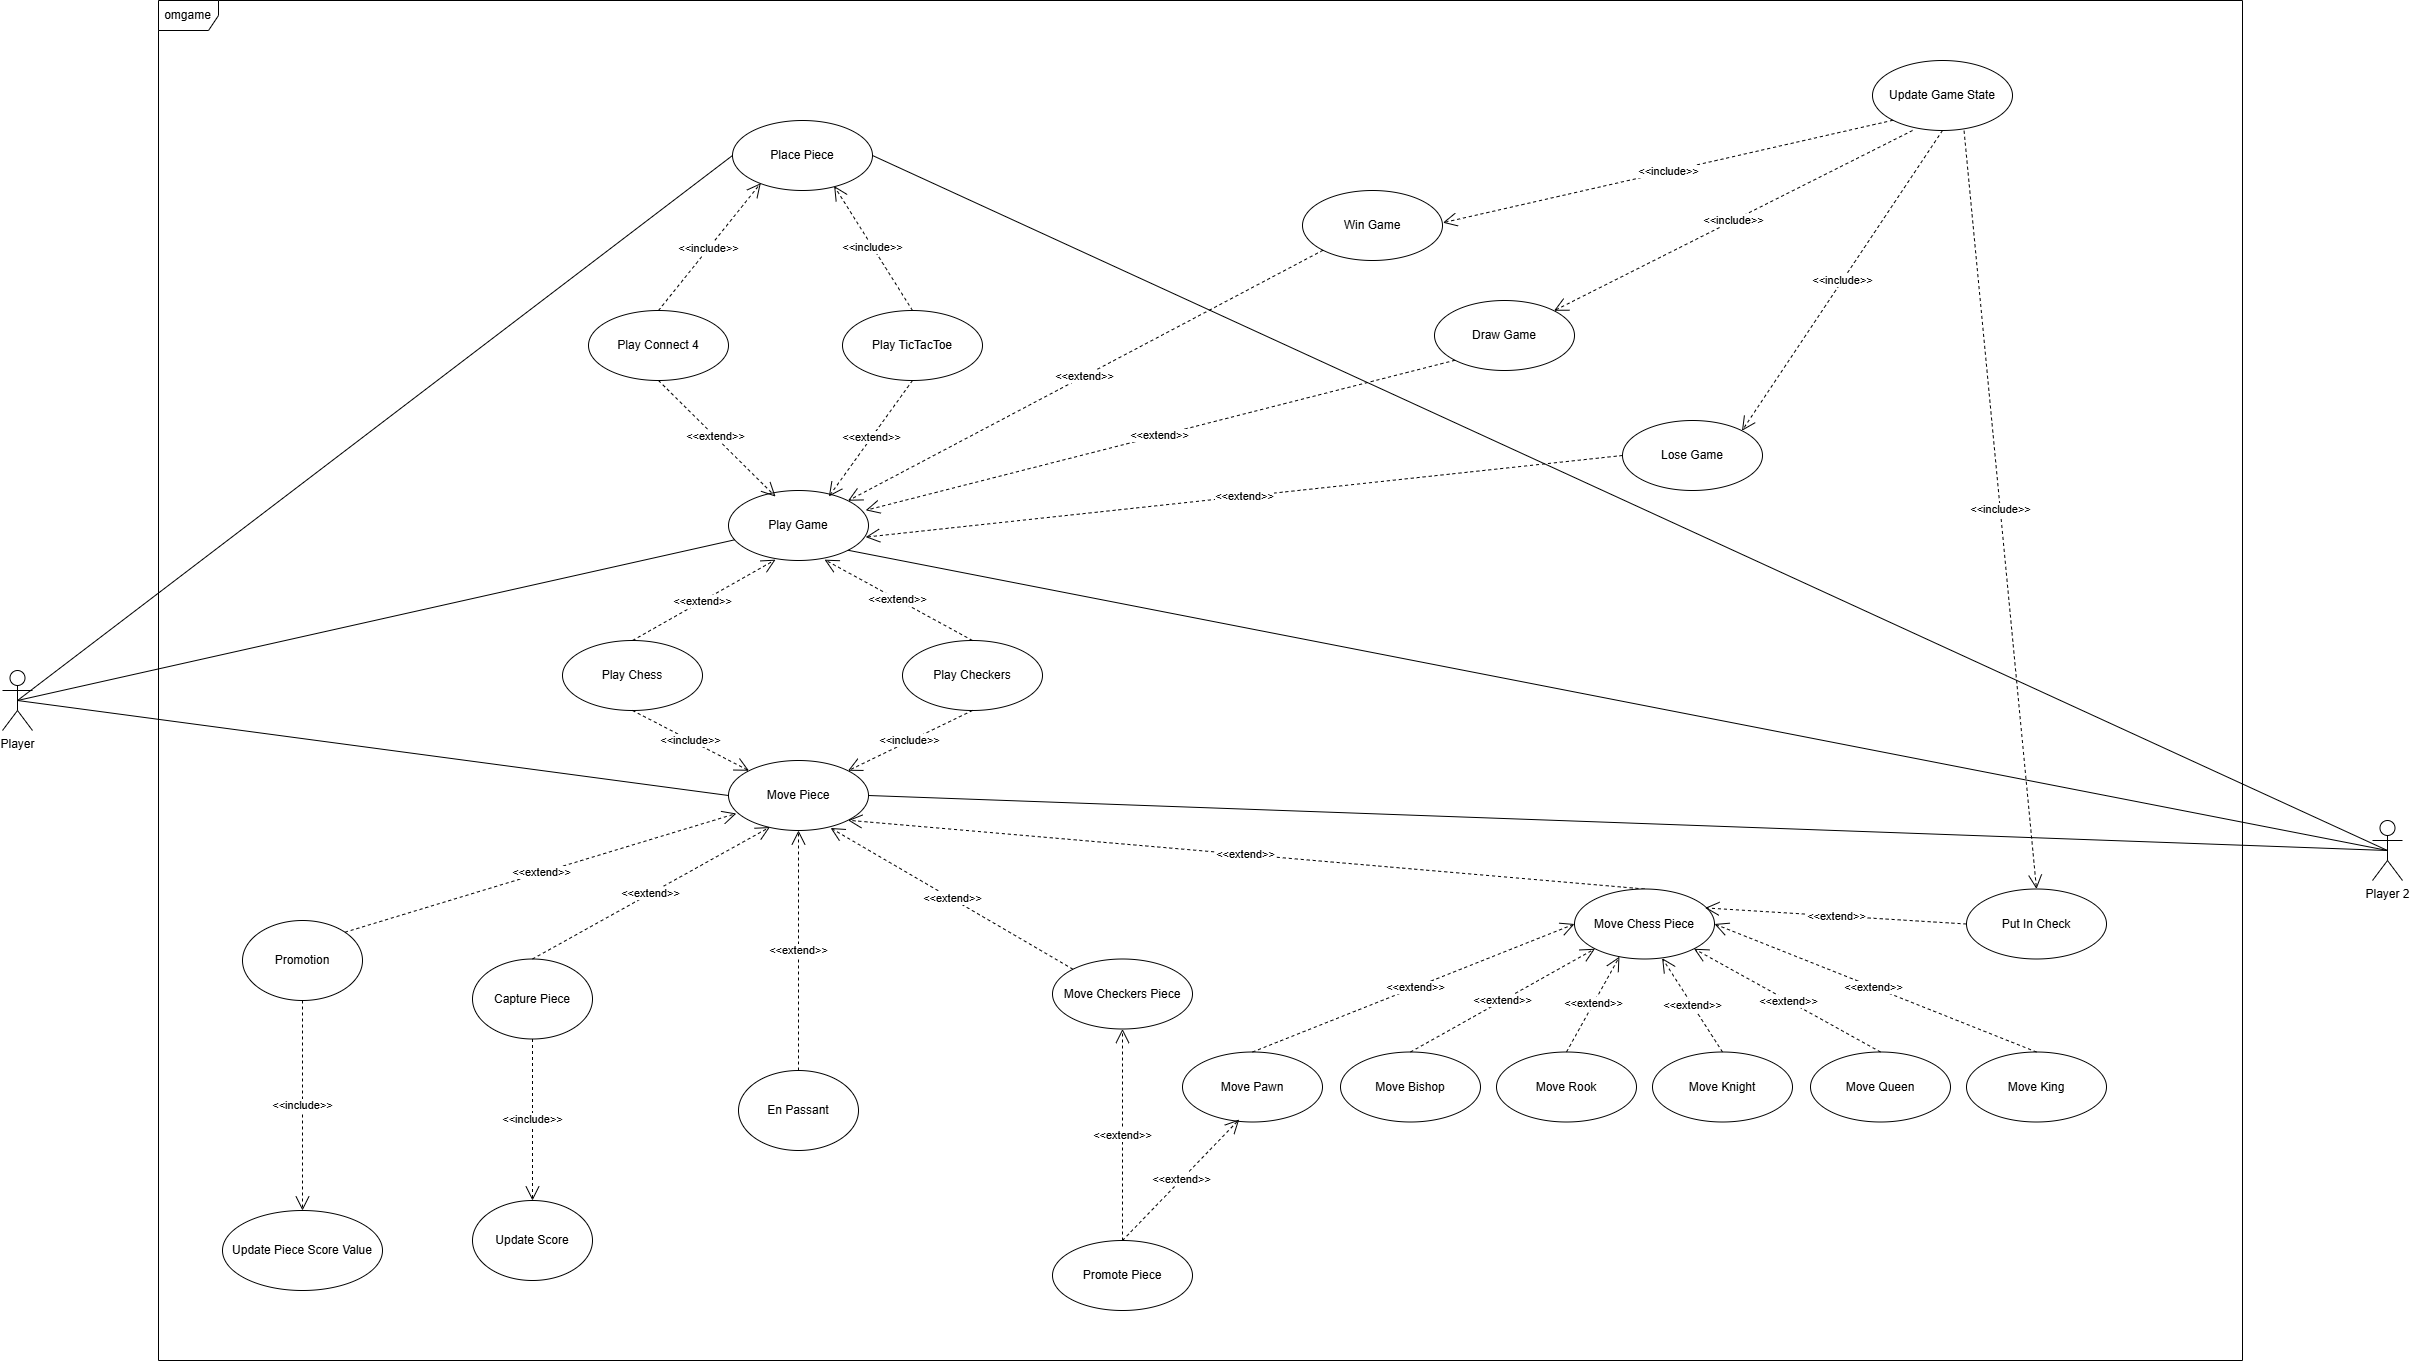 omgame
Update Game State
Place Piece
<<include>>
Win Game
<<include>>
<<include>>
<<include>>
<<include>>
Draw Game
Play Connect 4
Play TicTacToe
<<extend>>
<<extend>>
<<extend>>
<<extend>>
Lose Game
<<extend>>
<<include>>
Play Game
<<extend>>
<<extend>>
Play Chess
Play Checkers
Player
<<include>>
<<include>>
Move Piece
<<extend>>
<<extend>>
<<extend>>
<<extend>>
Player 2
<<extend>>
Move Chess Piece
<<extend>>
Put In Check
Promotion
Capture Piece
Move Checkers Piece
<<extend>>
<<extend>>
<<extend>>
<<extend>>
<<extend>>
<<extend>>
<<extend>>
Move Pawn
Move Bishop
Move Rook
Move Knight
Move Queen
Move King
<<include>>
<<include>>
En Passant
<<extend>>
<<extend>>
Update Piece Score Value
Update Score
Promote Piece